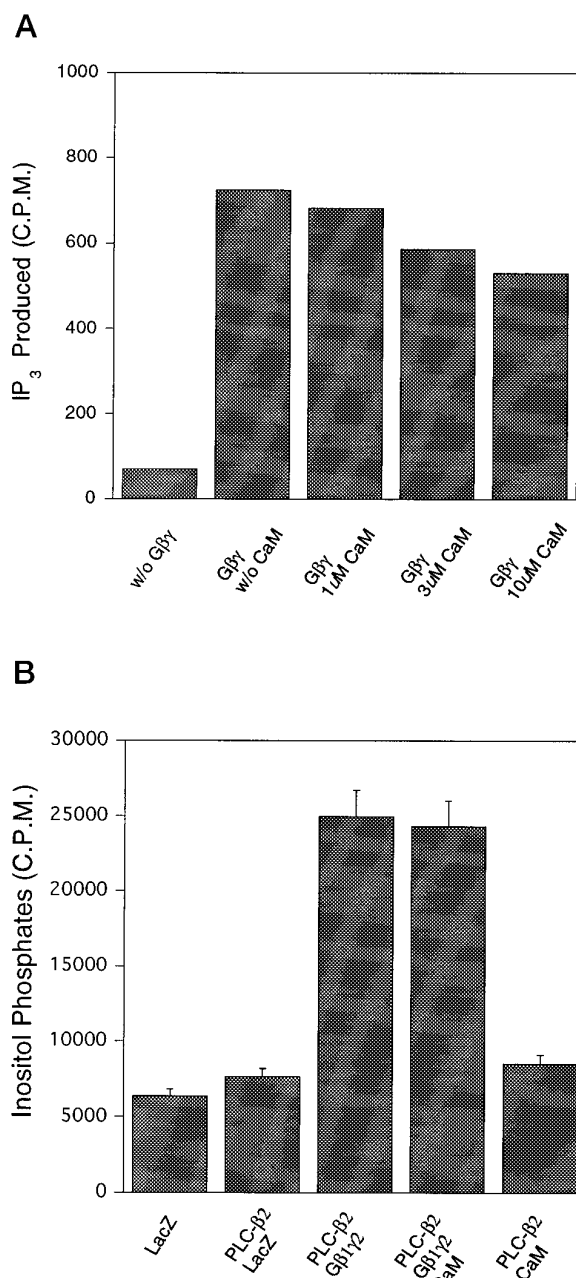 A
IP3 Produced (C.P.M.)
1000
800
600
400
200
0
w/o Gβγ
Gβγ
w/o CaM
Gβγ
1uM CaM
Gβγ
3uM CaM
Gβγ
10uM CaM
B
Inositol Phosphates (C.P.M.)
30000
25000
20000
15000
10000
5000
0
LacZ
PLC-β2
LacZ
PLC-β2
Gβ1γ2
PLC-β2
Gβ1γ2
PLC-β2
CaM